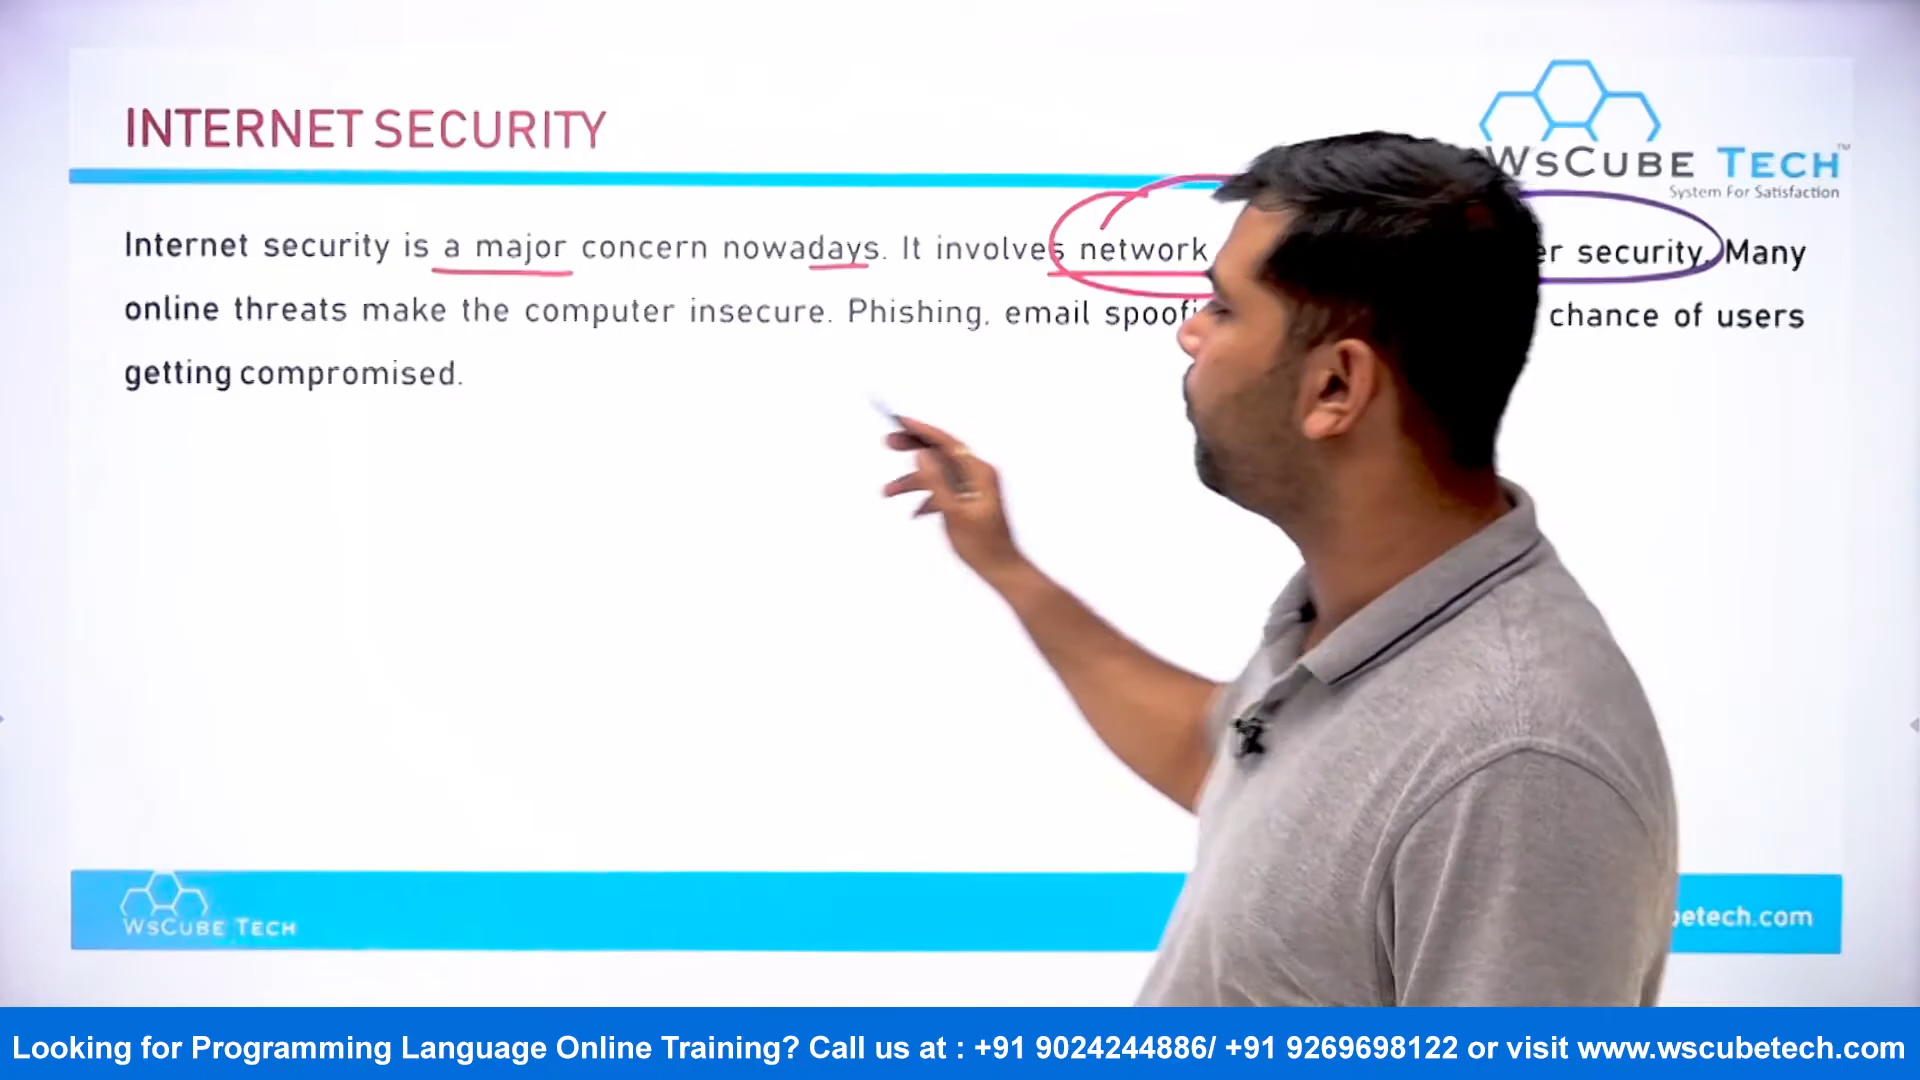 INTERNET SECURITY
WSCUBE TECH
TM
System For Satisfaction
Internet security is a major concern nowadays. It involves network security. Many
online threats make the computer insecure. Phishing, email chance of users
getting compromised.
WSCUBE TECH
betech.com
Looking for Programming Language Online Training? Call us at : +91 9024244886/ +91 9269698122 or visit www.wscubetech.com